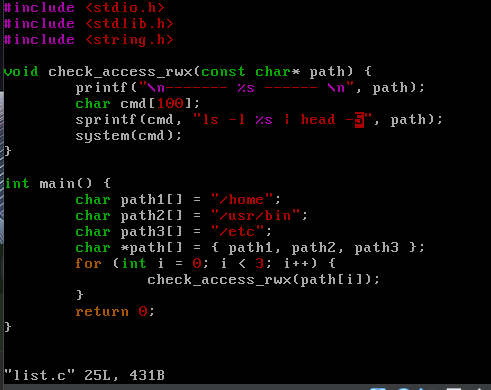 #include <stdio.h>
#include <stdlib.h>
#include <string.h>
void check_access_rwx(const char* path) {
printf("\n------- %s ------ \n", path);
char cmd[100];
sprintf(cmd, "ls -l %s | head -5", path);
system(cmd);
}
int main() {
char path1[] = "/home";
char path2[] = "/usr/bin";
char path3[] = "/etc";
char *path[] = { path1, path2, path3 };
for (int i = 0; i < 3; i++) {
check_access_rwx(path[i]);
}
return 0;
}
"list.c" 25L, 431B